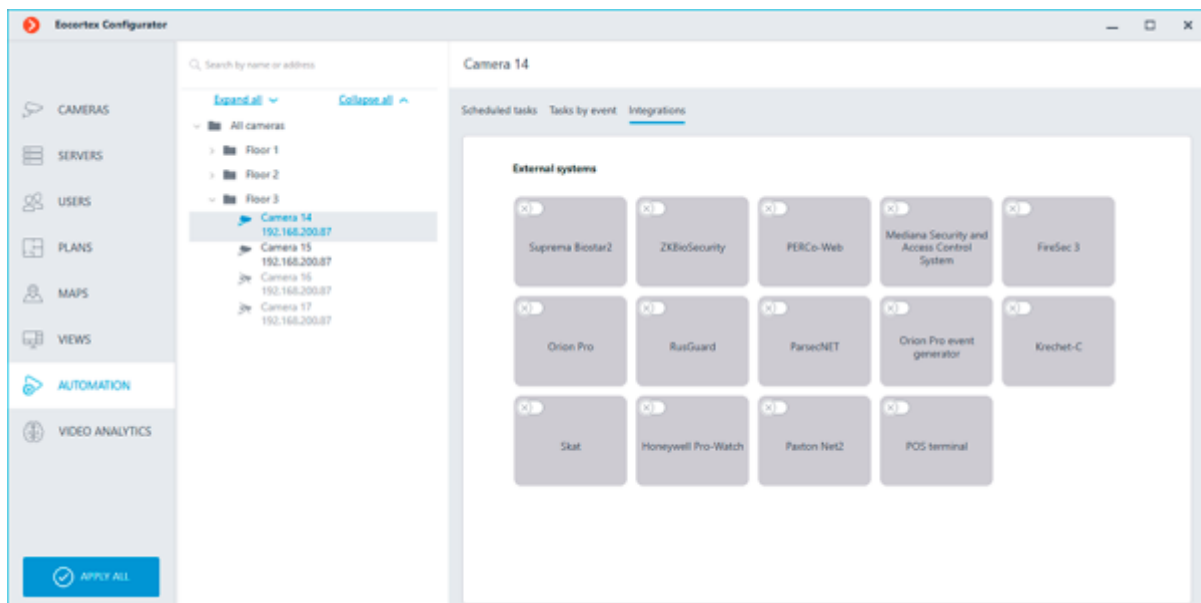 Eocortex Configurator
Search by name or address
Camera 14
Expand all
Collapse all
Scheduled tasks Tasks by event Integrations
CAMERAS
SERVERS
USERS
PLANS
MAPS
VIEWS
AUTOMATION
VIDEO ANALYTICS
APPLY ALL
All cameras
Floor 1
Floor 2
Floor 3
Camera 14
192.168.200.87
Camera 15
192.168.200.87
Camera 16
192.168.200.87
Camera 17
192.168.200.87
External systems
Suprema Biostar2
ZKBioSecurity
PERCo-Web
Mediana Security and
Access Control
System
FireSec 3
Orion Pro
RusGuard
ParsecNET
Orion Pro event
generator
Krechet-C
Skat
Honeywell Pro-Watch
Paxton Net2
POS terminal